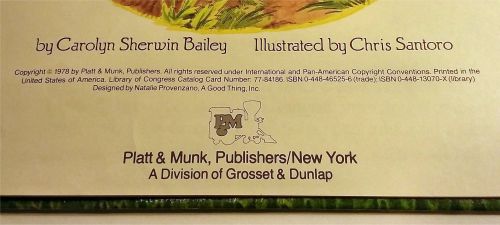 by Carolyn Sherwin Bailey Illustrated by Chris Santoro
Copyright © 1978 by Platt & Munk, Publishers. All rights reserved under International and Pan-American Copyright Conventions. Printed in the
United States of America. Library of Congress Catalog Card Number: 77-84186. ISBN: 0-448-46525-6 (trade); ISBN: 0-448-13070-X (library)
Designed by Natalie Provenzano, A Good Thing, Inc.
P&M
Platt & Munk, Publishers/New York
A Division of Grosset & Dunlap